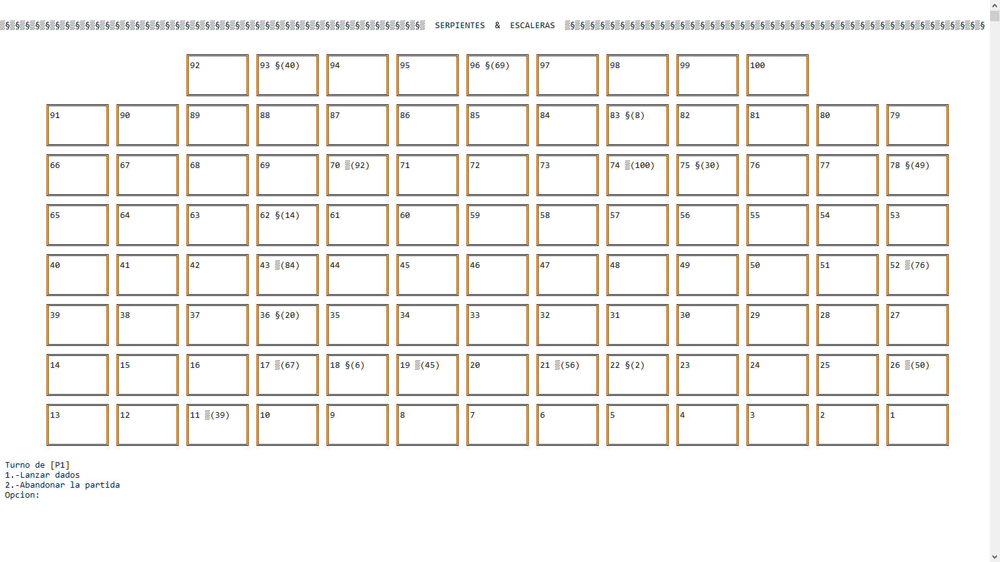 ▒§▒§▒§▒§▒§▒§▒§▒§▒§▒§▒§▒§▒§▒§▒§▒§▒§▒§▒§▒§▒§▒§▒§▒§▒§▒§▒§▒§▒§▒§▒§▒§▒§▒§▒§▒§▒§▒§▒§▒§▒§▒§▒ SERPIENTES & ESCALERAS ▒§▒§▒§▒§▒§▒§▒§▒§▒§▒§▒§▒§▒§▒§▒§▒§▒§▒§▒§▒§▒§▒§▒§▒§▒§▒§▒§▒§▒§▒§▒§▒§▒§▒§▒§▒§▒§▒§▒§▒§▒§▒§
92 93 §(40) 94 95 96 §(69) 97 98 99 100
91 90 89 88 87 86 85 84 83 §(8) 82 81 80 79
66 67 68 69 70 ▒(92) 71 72 73 74 ▒(100) 75 §(30) 76 77 78 §(49)
65 64 63 62 §(14) 61 60 59 58 57 56 55 54 53
40 41 42 43 ▒(84) 44 45 46 47 48 49 50 51 52 ▒(76)
39 38 37 36 §(20) 35 34 33 32 31 30 29 28 27
14 15 16 17 ▒(67) 18 §(6) 19 ▒(45) 20 21 ▒(56) 22 §(2) 23 24 25 26 ▒(50)
13 12 11 ▒(39) 10 9 8 7 6 5 4 3 2 1
Turno de [P1]
1.-Lanzar dados
2.-Abandonar la partida
Opcion: